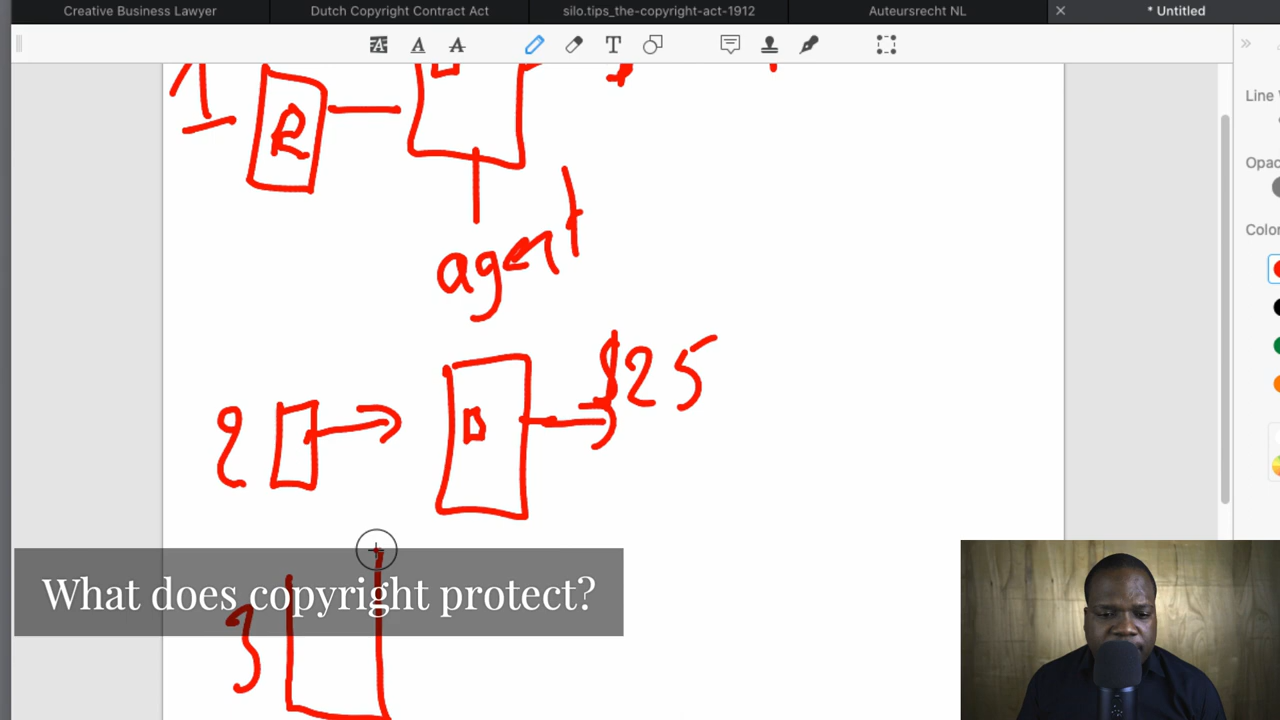 Creative Business Lawyer
Dutch Copyright Contract Act
silo.tips_the-copyright-act-1912
Auteursrecht NL
* Untitled
Line
Opac
Color
1
R
agent
$25
2
What does copyright protect?
3